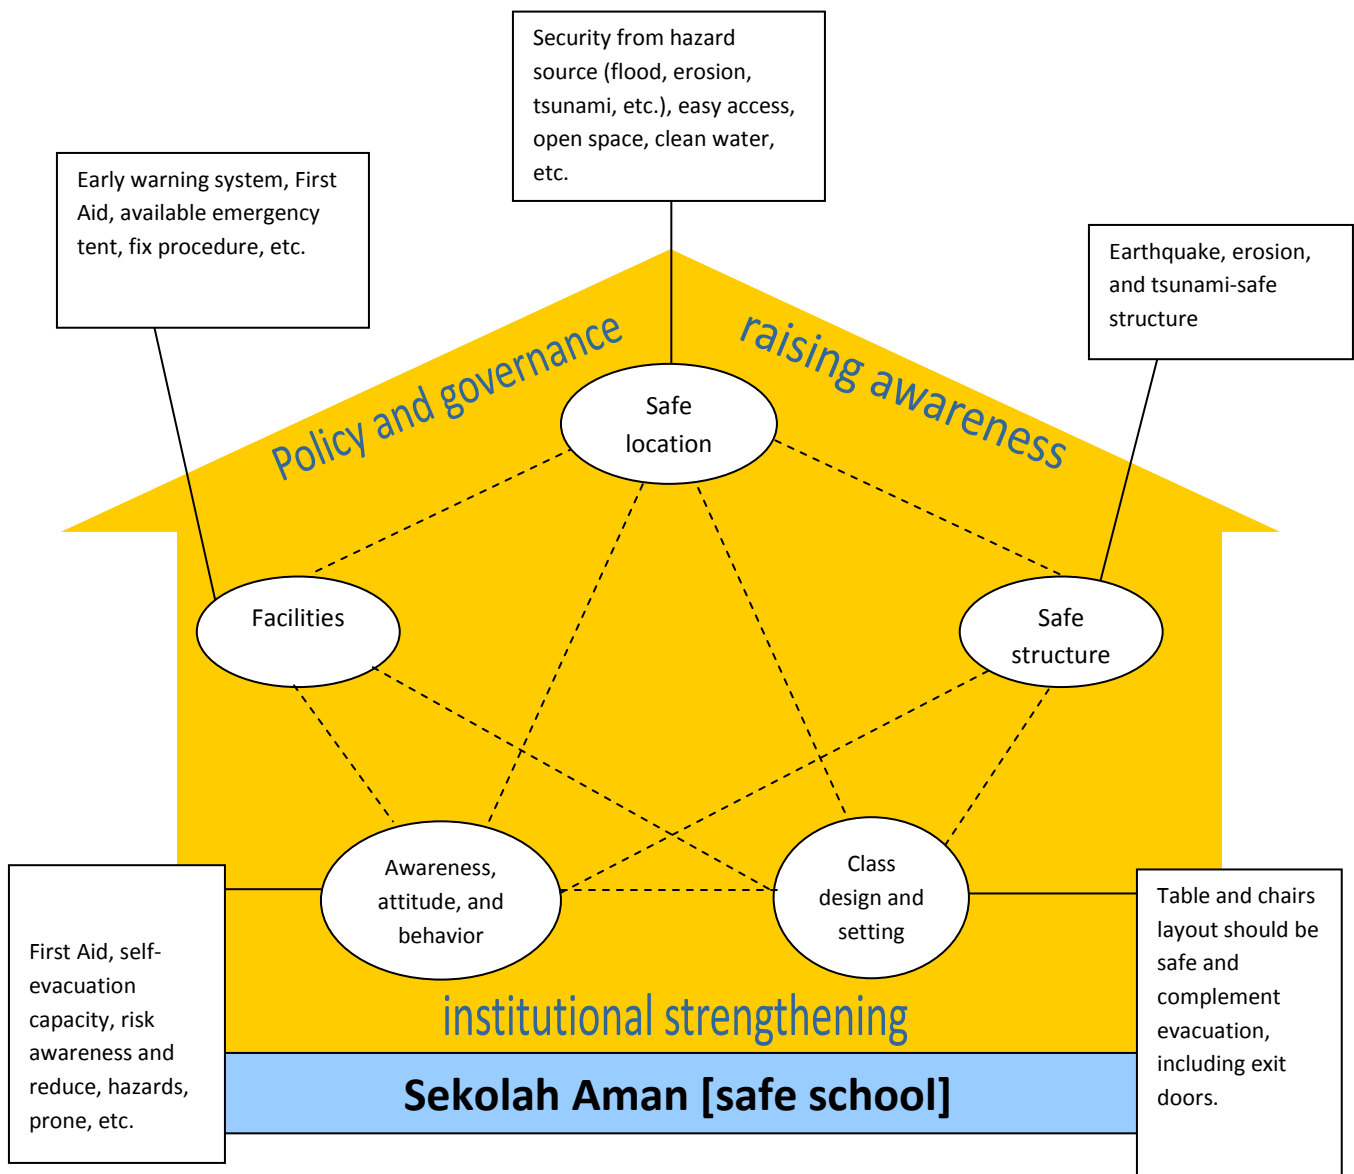 Security from hazard
source (flood, erosion,
tsunami, etc.), easy access,
open space, clean water,
etc.
Early warning system, First
Aid, available emergency
tent, fix procedure, etc.
Earthquake, erosion,
and tsunami-safe
structure
Policy and governance
raising awareness
Safe
location
Facilities
Safe
structure
Awareness,
attitude, and
behavior
Class
design and
setting
First Aid, self-
evacuation
capacity, risk
awareness and
reduce, hazards,
prone, etc.
Table and chairs
layout should be
safe and
complement
evacuation,
including exit
doors.
institutional strengthening
Sekolah Aman [safe school]